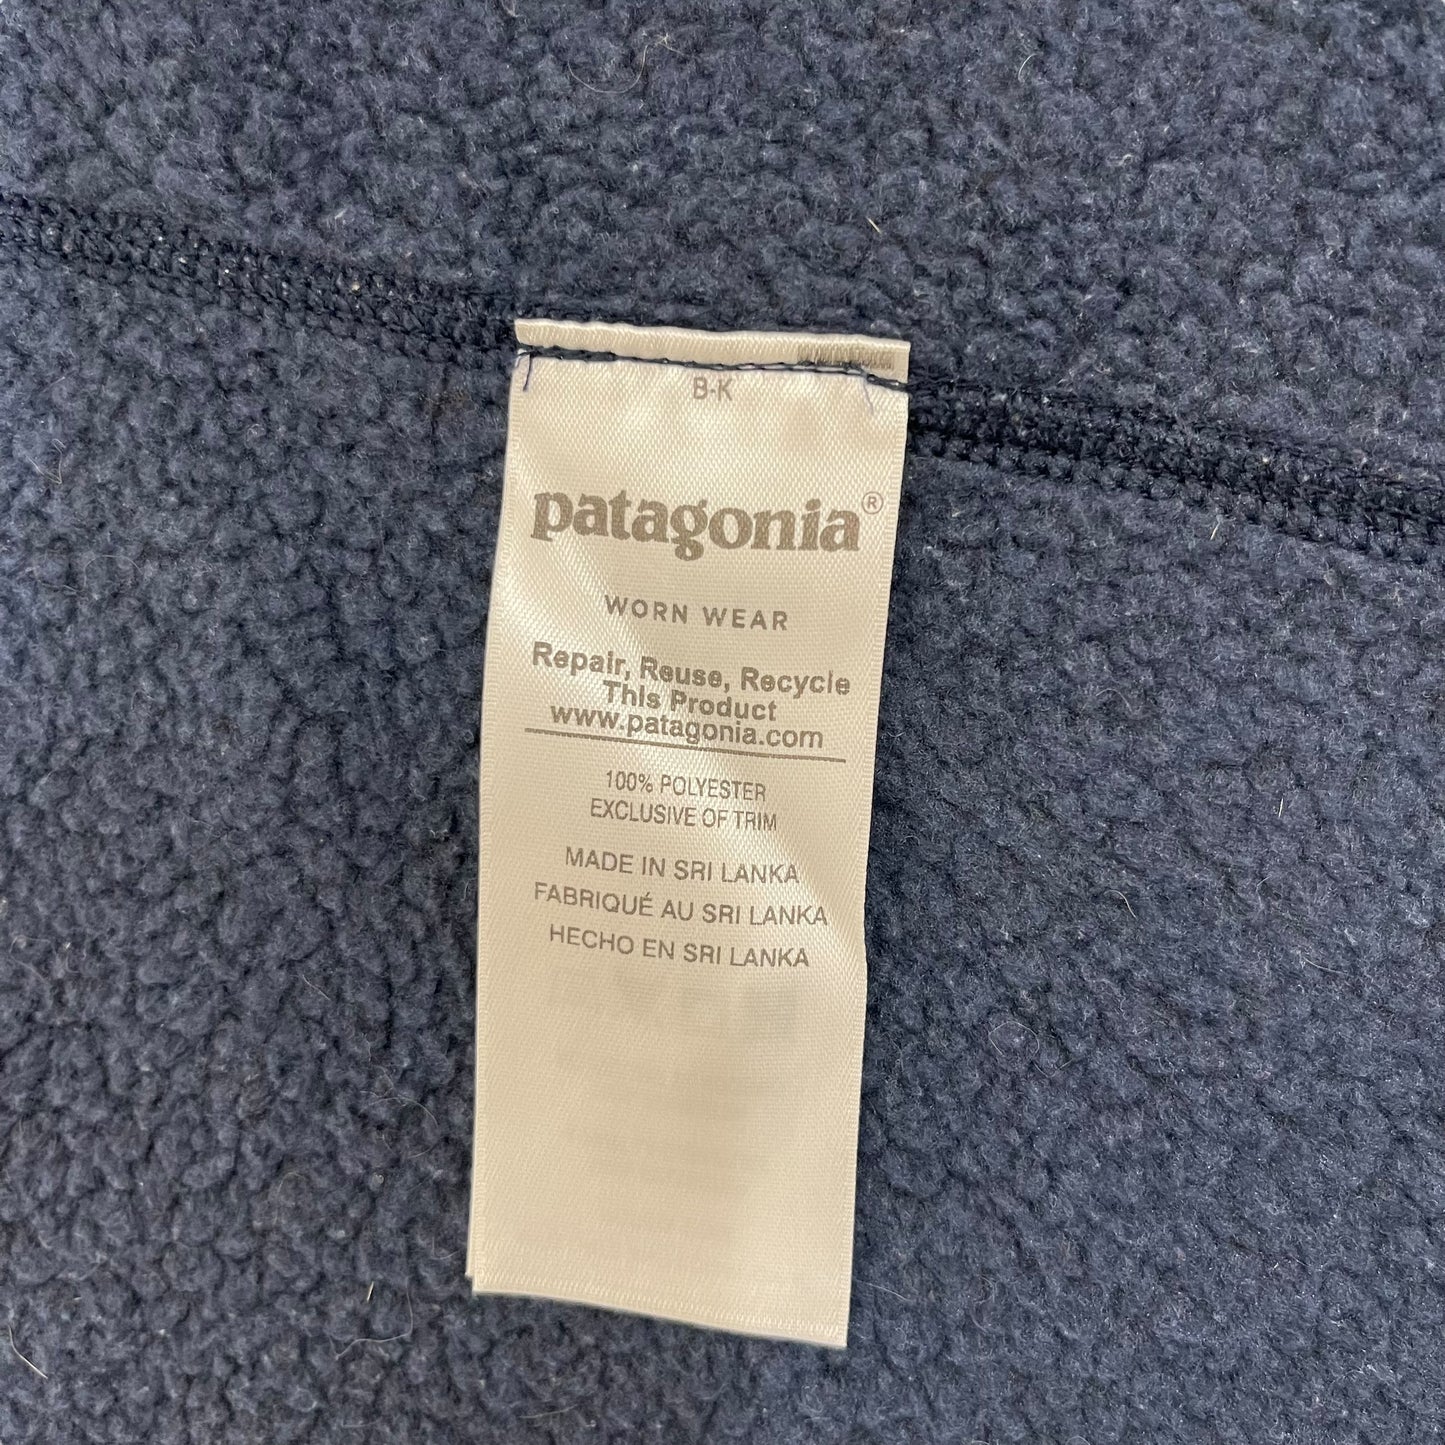 B-K
patagonia®
WORN WEAR
Repair, Reuse, Recycle
This Product
www.patagonia.com
100% POLYESTER
EXCLUSIVE OF TRIM
MADE IN SRI LANKA
FABRIQUÉ AU SRI LANKA
HECHO EN SRI LANKA